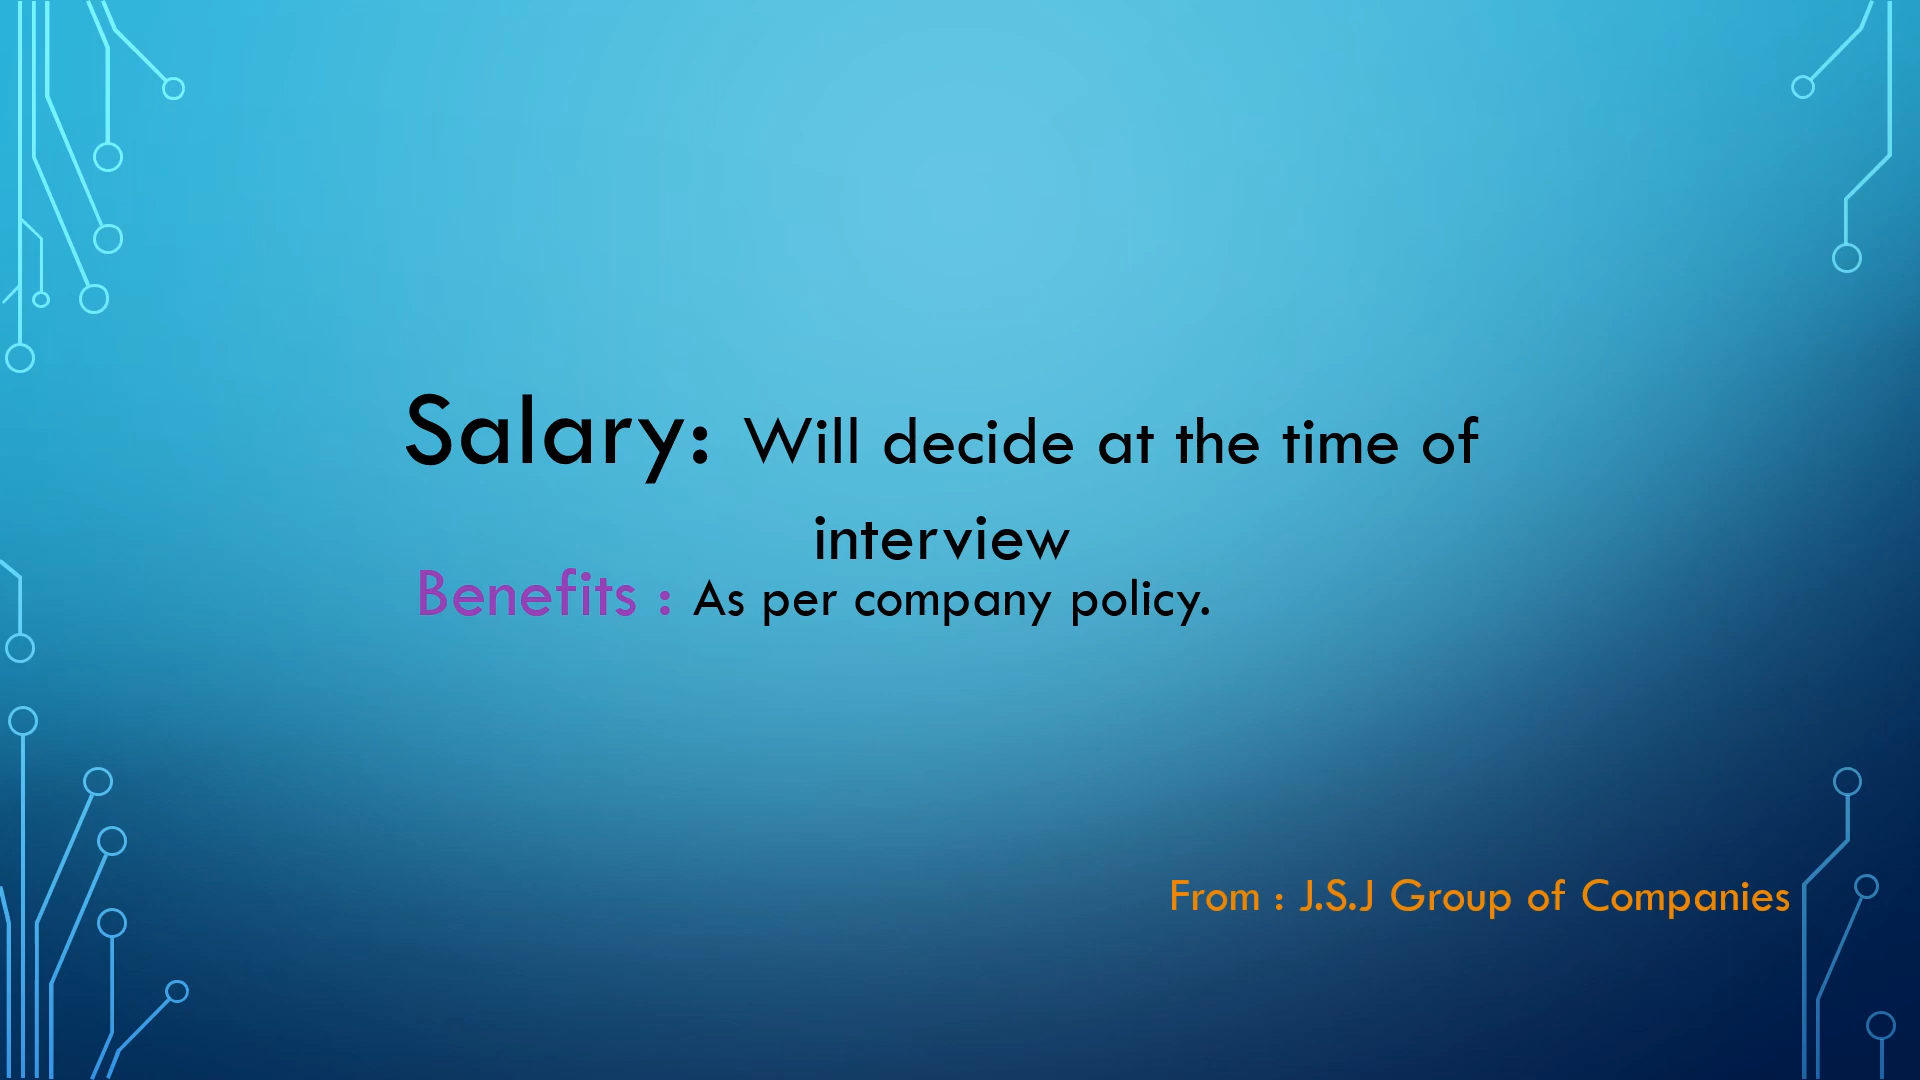 Salary: Will decide at the time of
interview
Benefits : As per company policy.
From : J.S.J Group of Companies